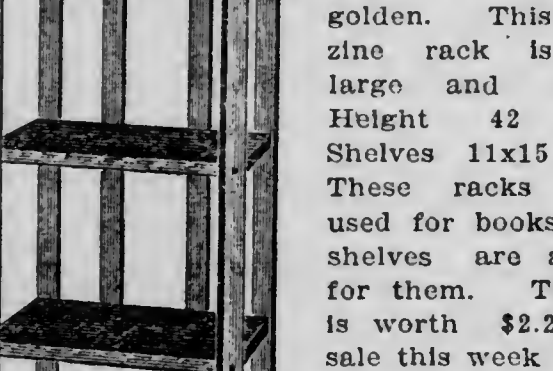 golden. This
zine rack is
large and
Height 42
Shelves 11x15
These racks
used for books
shelves are a
for them. T
is worth $2.2
sale this week